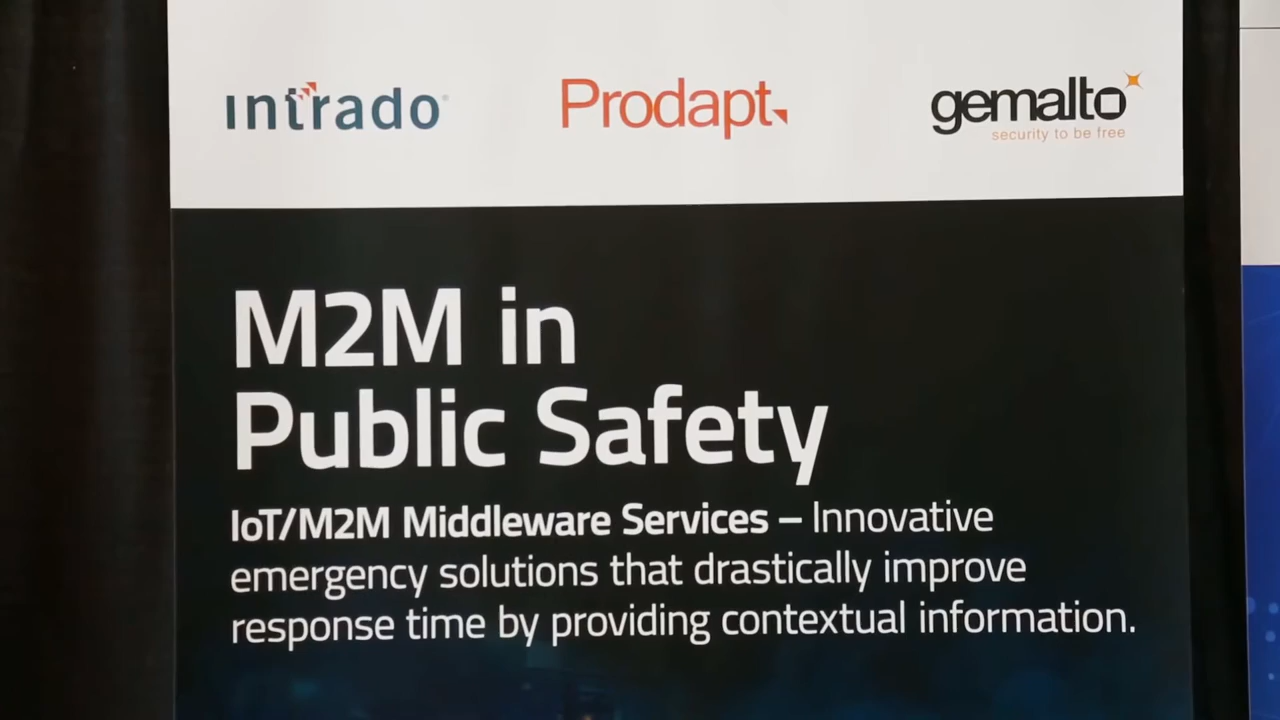 intrado
Prodapt
gemalto
security to be free
M2M in
Public Safety
IoT/M2M Middleware Services – Innovative
emergency solutions that drastically improve
response time by providing contextual information.